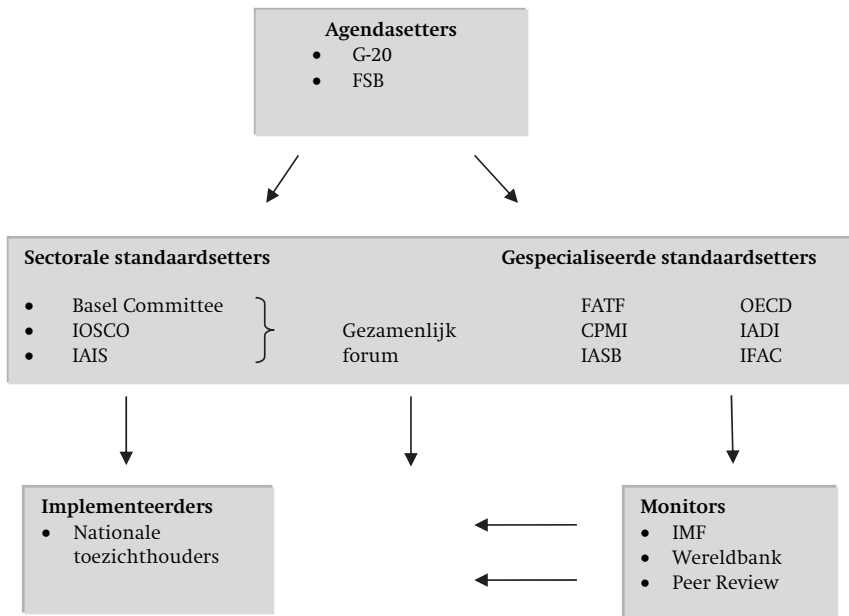 Agendasetters
• G-20
• FSB
Sectorale standaardsetters
• Basel Committee
• IOSCO
• IAIS
Gezamenlijk
forum
Gespecialiseerde standaardsetters
FATF OECD
CPMI IADI
IASB IFAC
Implementeerders
• Nationale
toezichthouders
Monitors
• IMF
• Wereldbank
• Peer Review